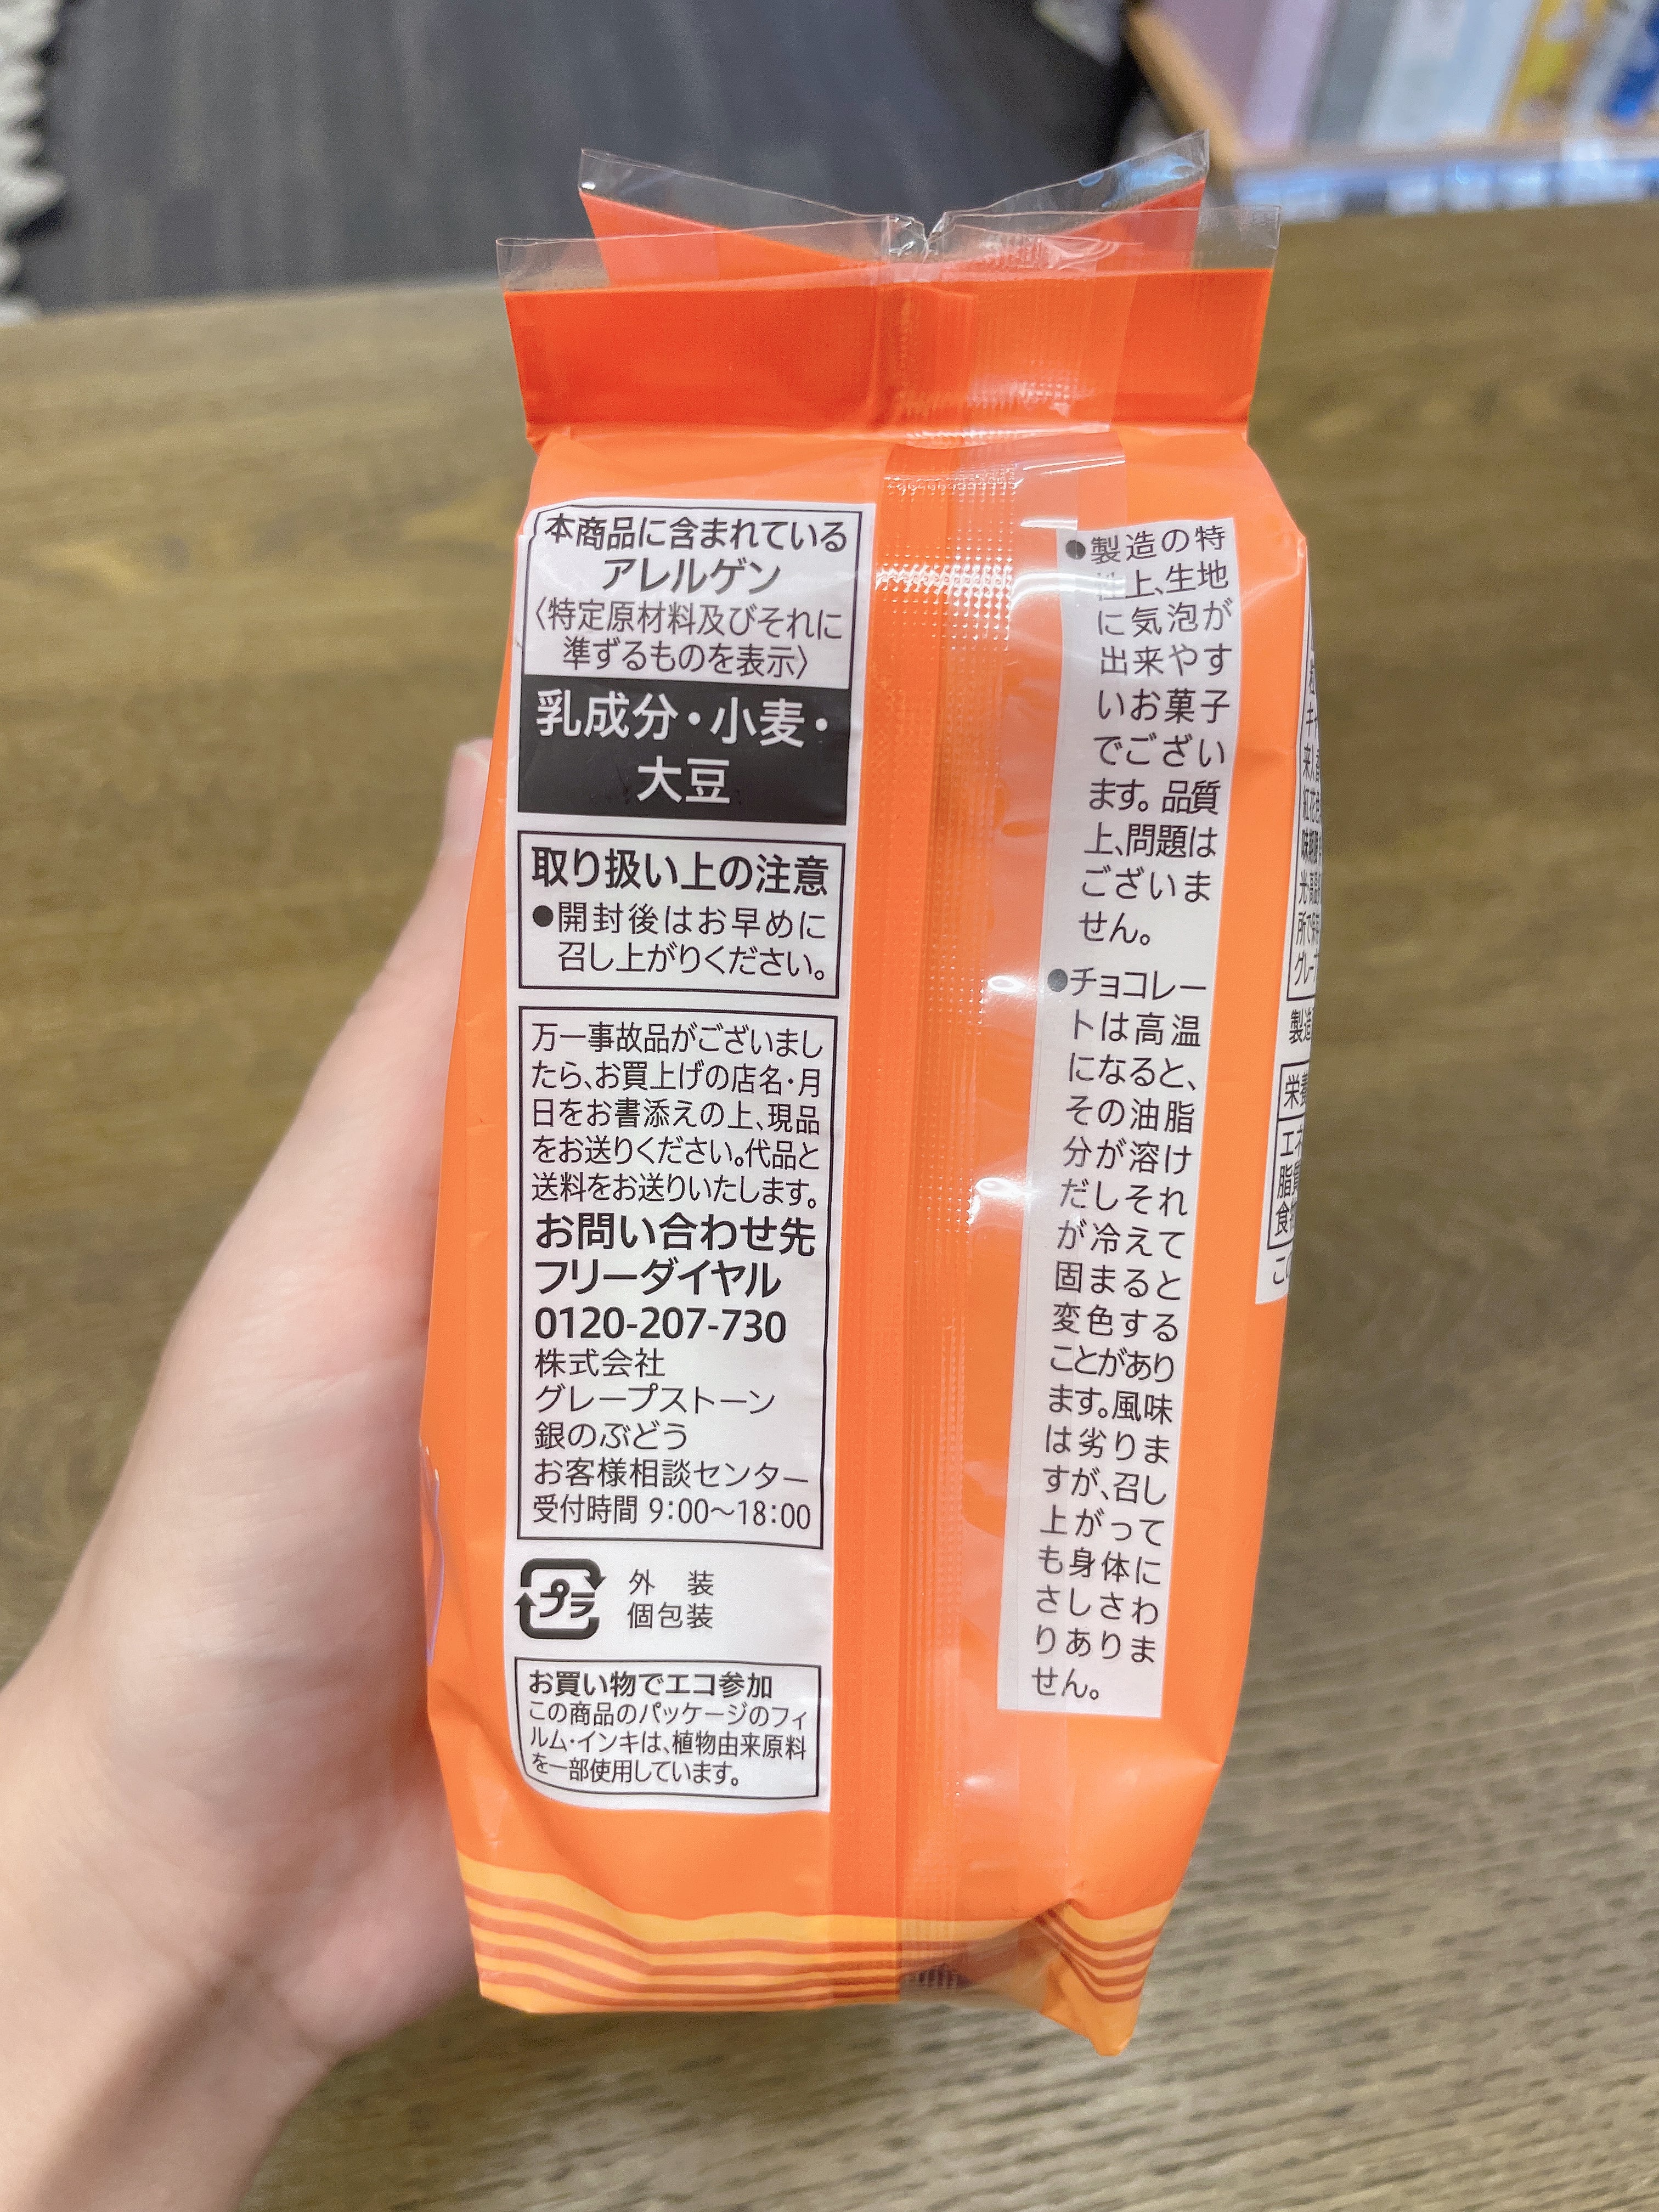 本商品に含まれている
アレルゲン
〈特定原材料及びそれに
準ずるものを表示〉
乳成分・小麦・
大豆
取り扱い上の注意
●開封後はお早めに
召し上がりください。
万一事故品がございまし
たら、お買上げの店名・月
日をお書添えの上、現品
をお送りください。代品と
送料をお送りいたします。
お問い合わせ先
フリーダイヤル
0120-207-730
株式会社
グレープストーン
銀のぶどう
お客様相談センター
受付時間 9:00〜18:00
プラ
外 装
個包装
お買い物でエコ参加
この商品のパッケージのフィ
ルム・インキは、植物由来原料
を一部使用しています。
●製造の特
性上、生地
に気泡が
出来やす
いお菓子
でござい
ます。品質
上、問題は
ございま
せん。
●チョコレー
トは高温
になると、
その油脂
分が溶け
だしそれ
が冷えて
固まると
変色する
ことがあり
ます。風味
は劣りま
すが、召し
上がって
も身体に
さしさわ
りありま
せん。
製造
栄養
エネ
脂質